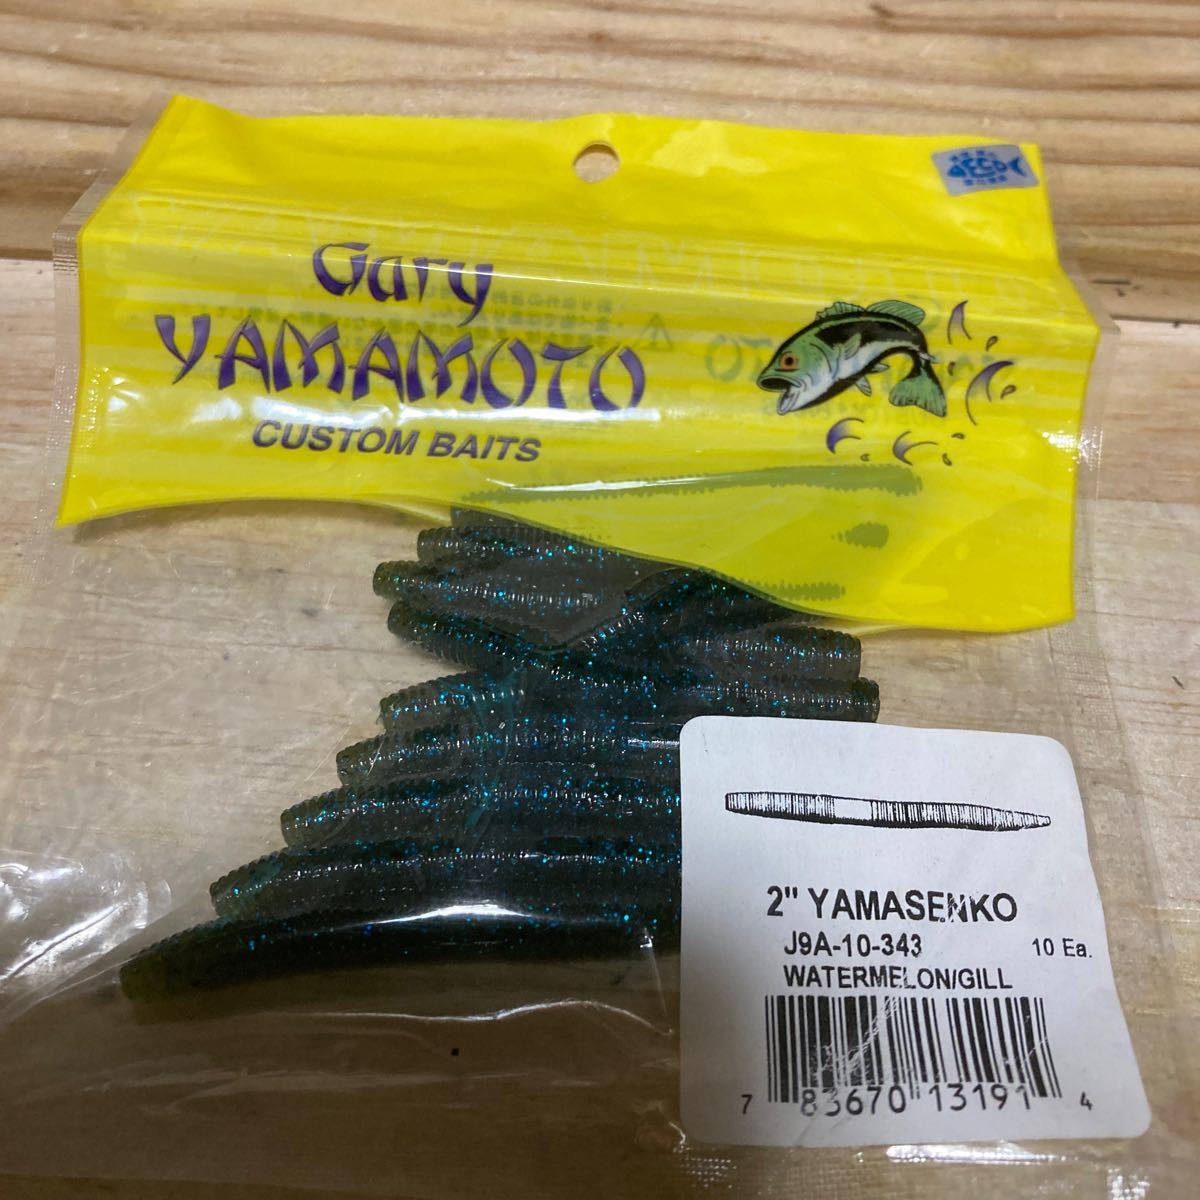 Gary
YAMAMOTO
CUSTOM BAITS
2" YAMASENKO
J9A-10-343 10 Ea.
WATERMELON/GILL
7 83670 13191 4